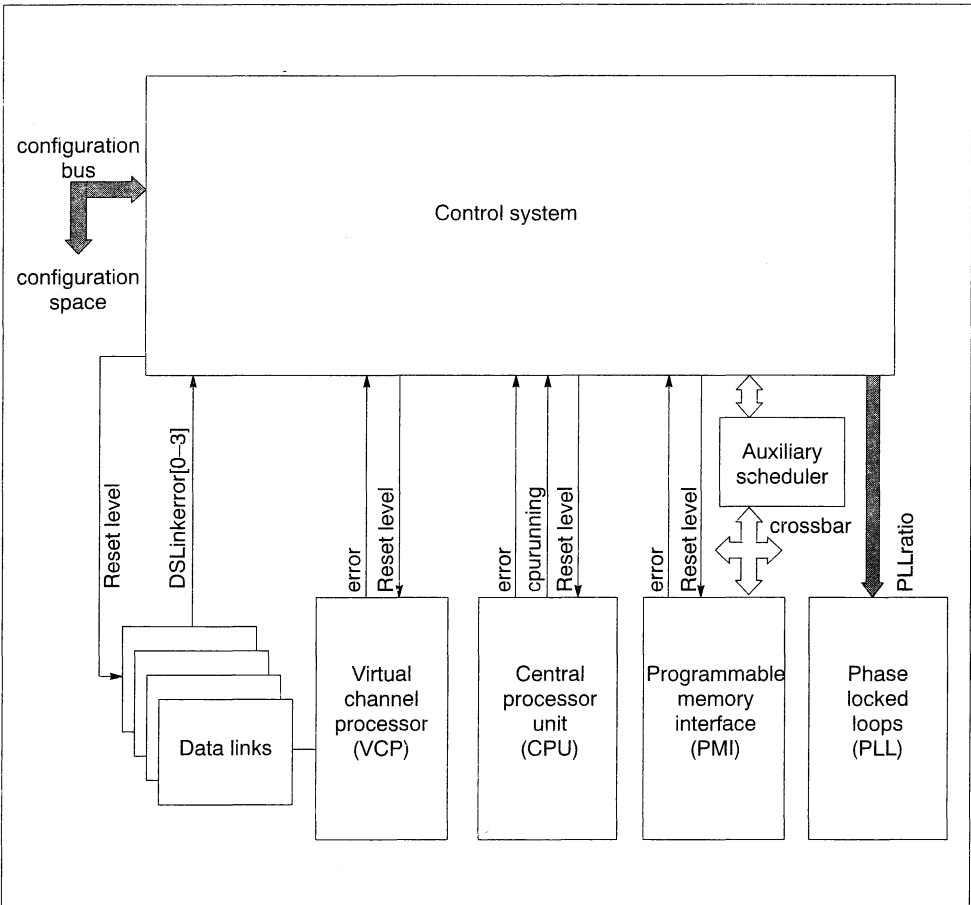 configuration
bus
configuration
space
Control system
Reset level
DSLinkerror[0–3]
error
Reset level
error
cpurunning
Reset level
error
Reset level
Auxiliary
scheduler
crossbar
PLLratio
Data links
Virtual
channel
processor
(VCP)
Central
processor
unit
(CPU)
Programmable
memory
interface
(PMI)
Phase
locked
loops
(PLL)